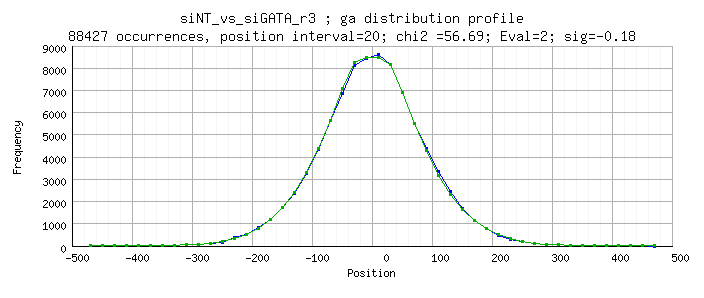 siNT_vs_siGATA_r3 ; ga distribution profile
88427 occurrences, position interval=20; chi2 =56.69; Eval=2; sig=-0.18
9000
8000
7000
6000
5000
4000
3000
2000
1000
0
Frequency
-500 -400 -300 -200 -100 0 100 200 300 400 500
Position